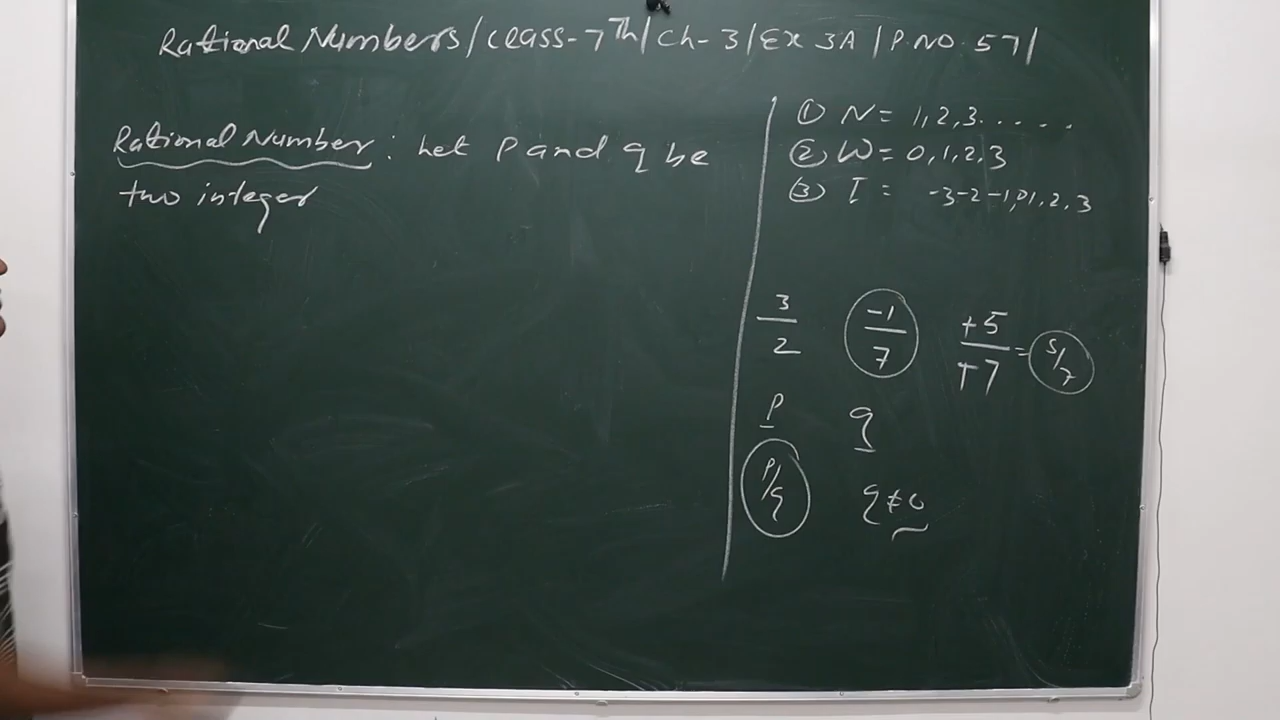 Rational Numbers/Class-7Th/Ch-3/Ex 3A/P.NO.57/
Rational Number: Let P and q be
two integer
① N = 1,2,3.....
② W = 0,1,2,3
③ I = -3-2-1,01,2,3
3/2 -1/7 +5/+7 = 5/7
P q
P/q q≠0